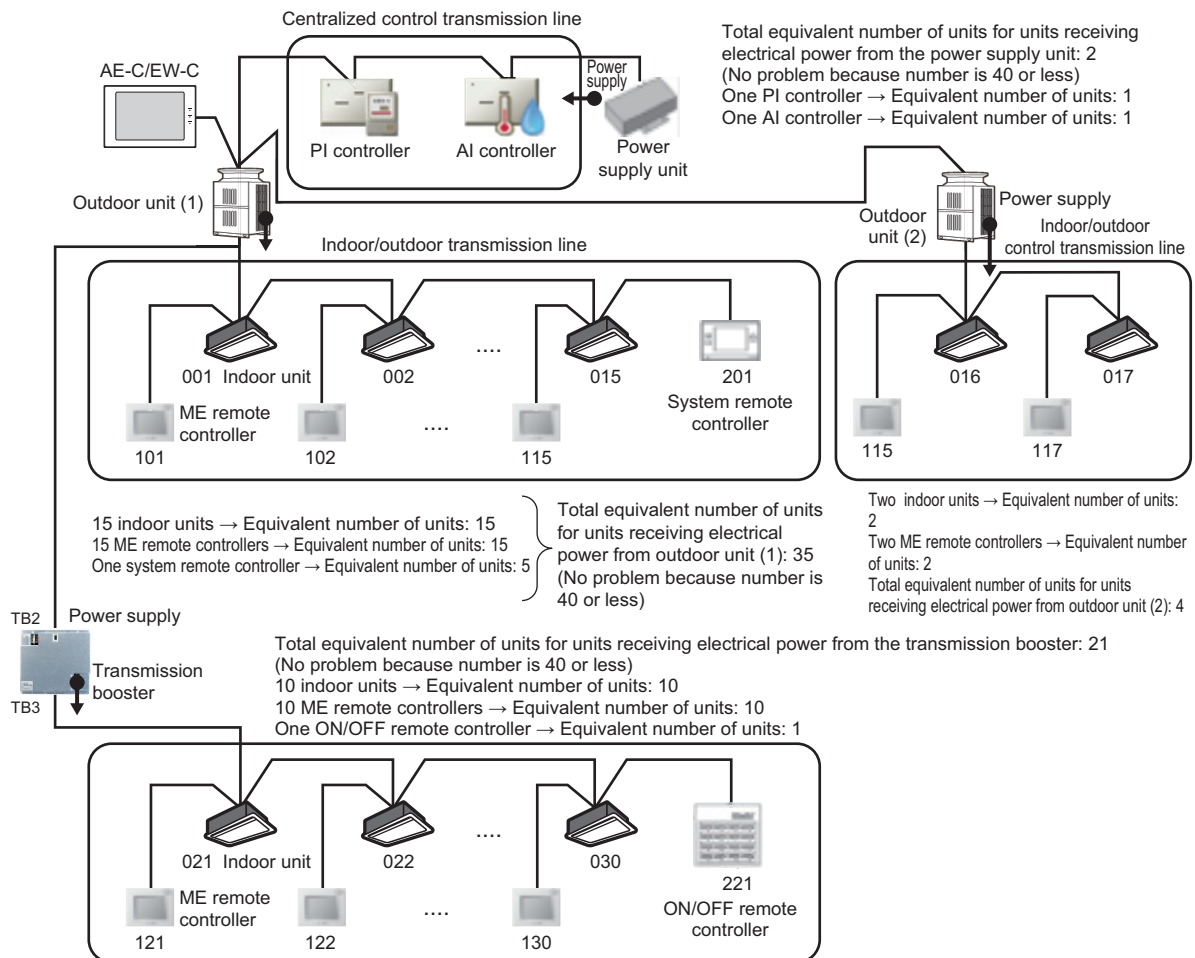 Centralized control transmission line
AE-C/EW-C
Power
supply
PI controller
AI controller
Power
supply unit
Total equivalent number of units for units receiving
electrical power from the power supply unit: 2
(No problem because number is 40 or less)
One PI controller → Equivalent number of units: 1
One AI controller → Equivalent number of units: 1
Outdoor unit (1)
Outdoor
unit (2)
Power supply
Indoor/outdoor
control transmission line
Indoor/outdoor transmission line
001 Indoor unit
002
....
015
201
System remote
controller
ME remote
controller
101
102
....
115
016
017
115
117
15 indoor units → Equivalent number of units: 15
15 ME remote controllers → Equivalent number of units: 15
One system remote controller → Equivalent number of units: 5
Total equivalent number of units
for units receiving electrical
power from outdoor unit (1): 35
(No problem because number is
40 or less)
Two indoor units → Equivalent number of units:
2
Two ME remote controllers → Equivalent number
of units: 2
Total equivalent number of units for units
receiving electrical power from outdoor unit (2): 4
TB2
Power supply
Transmission
booster
TB3
Total equivalent number of units for units receiving electrical power from the transmission booster: 21
(No problem because number is 40 or less)
10 indoor units → Equivalent number of units: 10
10 ME remote controllers → Equivalent number of units: 10
One ON/OFF remote controller → Equivalent number of units: 1
021 Indoor unit
022
....
030
221
ON/OFF remote
controller
ME remote
controller
121
122
....
130